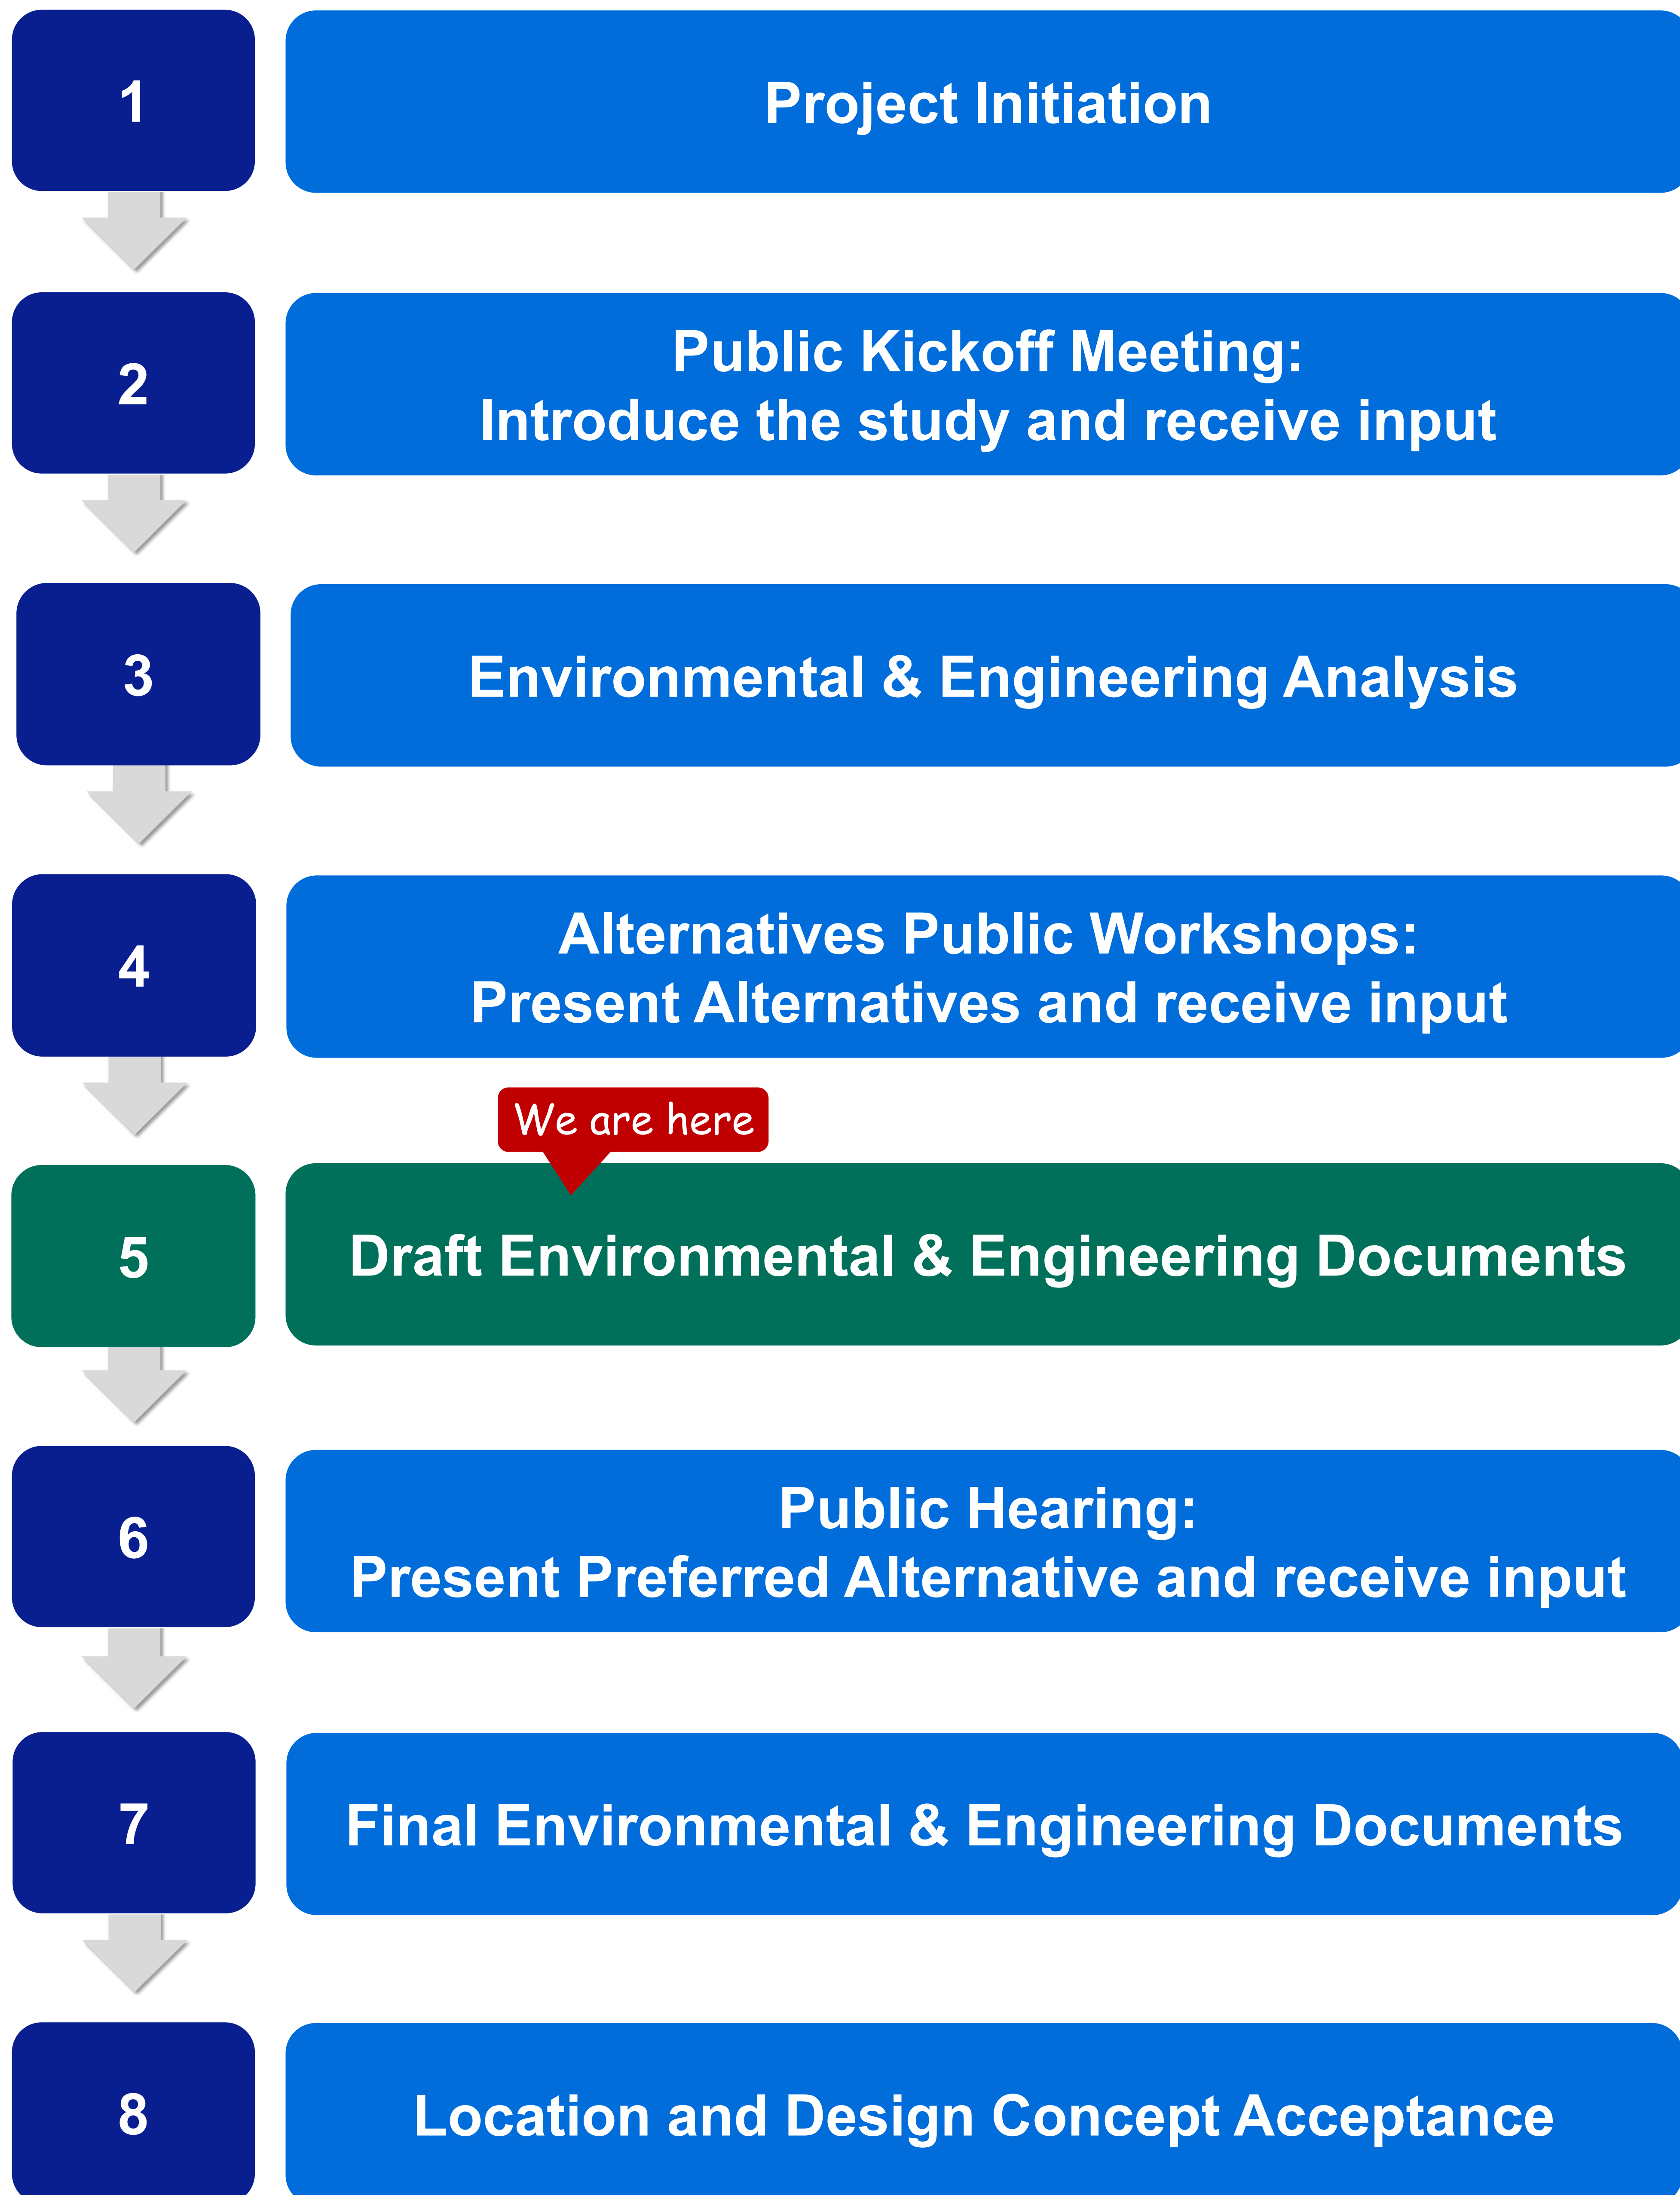 1
Project Initiation
2
Public Kickoff Meeting:
Introduce the study and receive input
3
Environmental & Engineering Analysis
4
Alternatives Public Workshops:
Present Alternatives and receive input
We are here
5
Draft Environmental & Engineering Documents
6
Public Hearing:
Present Preferred Alternative and receive input
7
Final Environmental & Engineering Documents
8
Location and Design Concept Acceptance